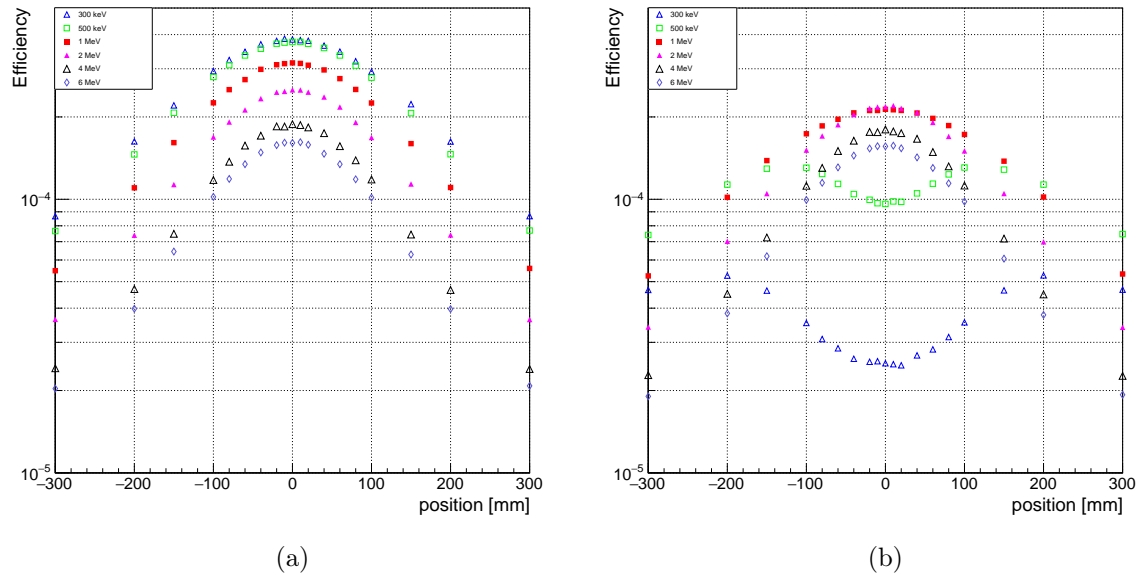 300 keV
500 keV
1 MeV
2 MeV
4 MeV
6 MeV
Efficiency
10⁻⁴
10⁻⁵
−300 −200 −100 0 100 200 300
position [mm]
(a)
300 keV
500 keV
1 MeV
2 MeV
4 MeV
6 MeV
Efficiency
10⁻⁴
10⁻⁵
−300 −200 −100 0 100 200 300
position [mm]
(b)